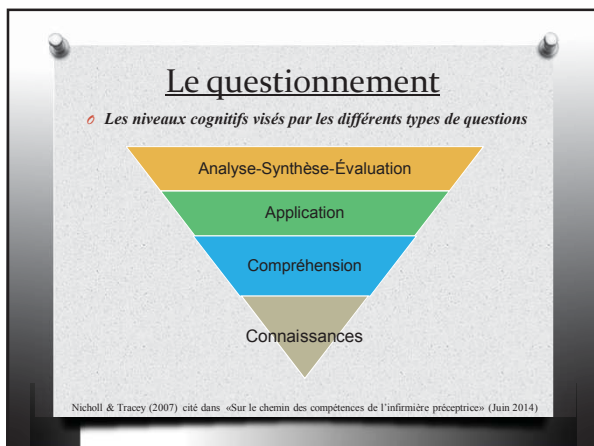 Le questionnement
Les niveaux cognitifs visés par les différents types de questions
Analyse-Synthèse-Évaluation
Application
Compréhension
Connaissances
Nicholl & Tracey (2007) cité dans «Sur le chemin des compétences de l'infirmière préceptrice» (Juin 2014)